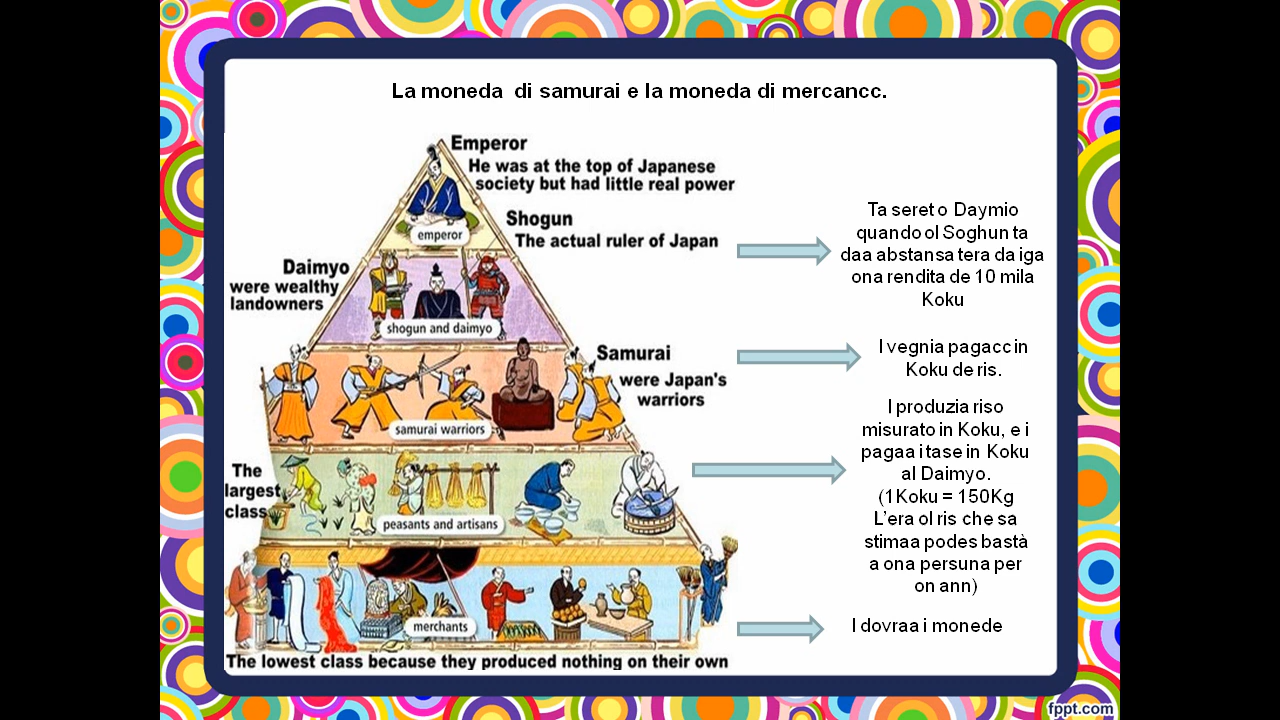 La moneda di samurai e la moneda di mercancc.
Emperor
He was at the top of Japanese
society but had little real power
emperor
Shogun
The actual ruler of Japan
Daimyo
were wealthy
landowners
shogun and daimyo
Samurai
were Japan's
warriors
samurai warriors
The
largest
class
peasants and artisans
merchants
The lowest class because they produced nothing on their own
Ta seret o Daymio
quando ol Soghun ta
daa abstansa tera da iga
ona rendita de 10 mila
Koku
I vegnia pagacc in
Koku de ris.
I produzia riso
misurato in Koku, e i
pagaa i tase in Koku
al Daimyo.
(1Koku = 150Kg
L'era ol ris che sa
stimaa podes bastà
a ona persuna per
on ann)
I dovraa i monede
fppt.com